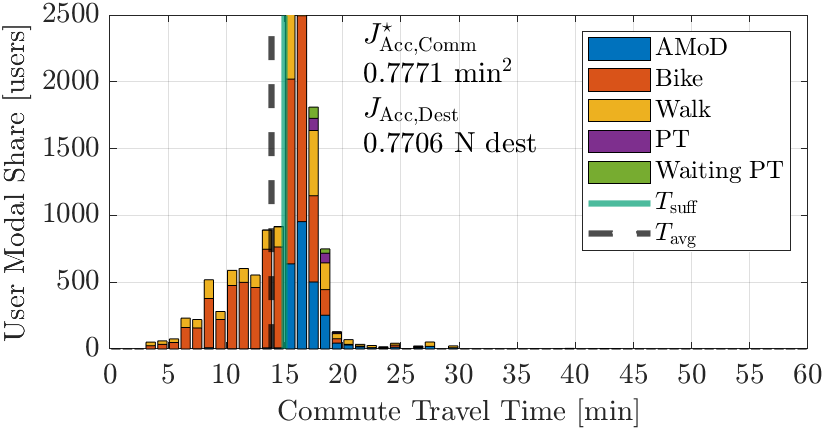 User Modal Share [users]
2500
2000
1500
1000
500
0
0 5 10 15 20 25 30 35 40 45 50 55 60
Commute Travel Time [min]
J⋆Acc,Comm
0.7771 min²
JAcc,Dest
0.7706 N dest
AMoD
Bike
Walk
PT
Waiting PT
Tsuff
Tavg